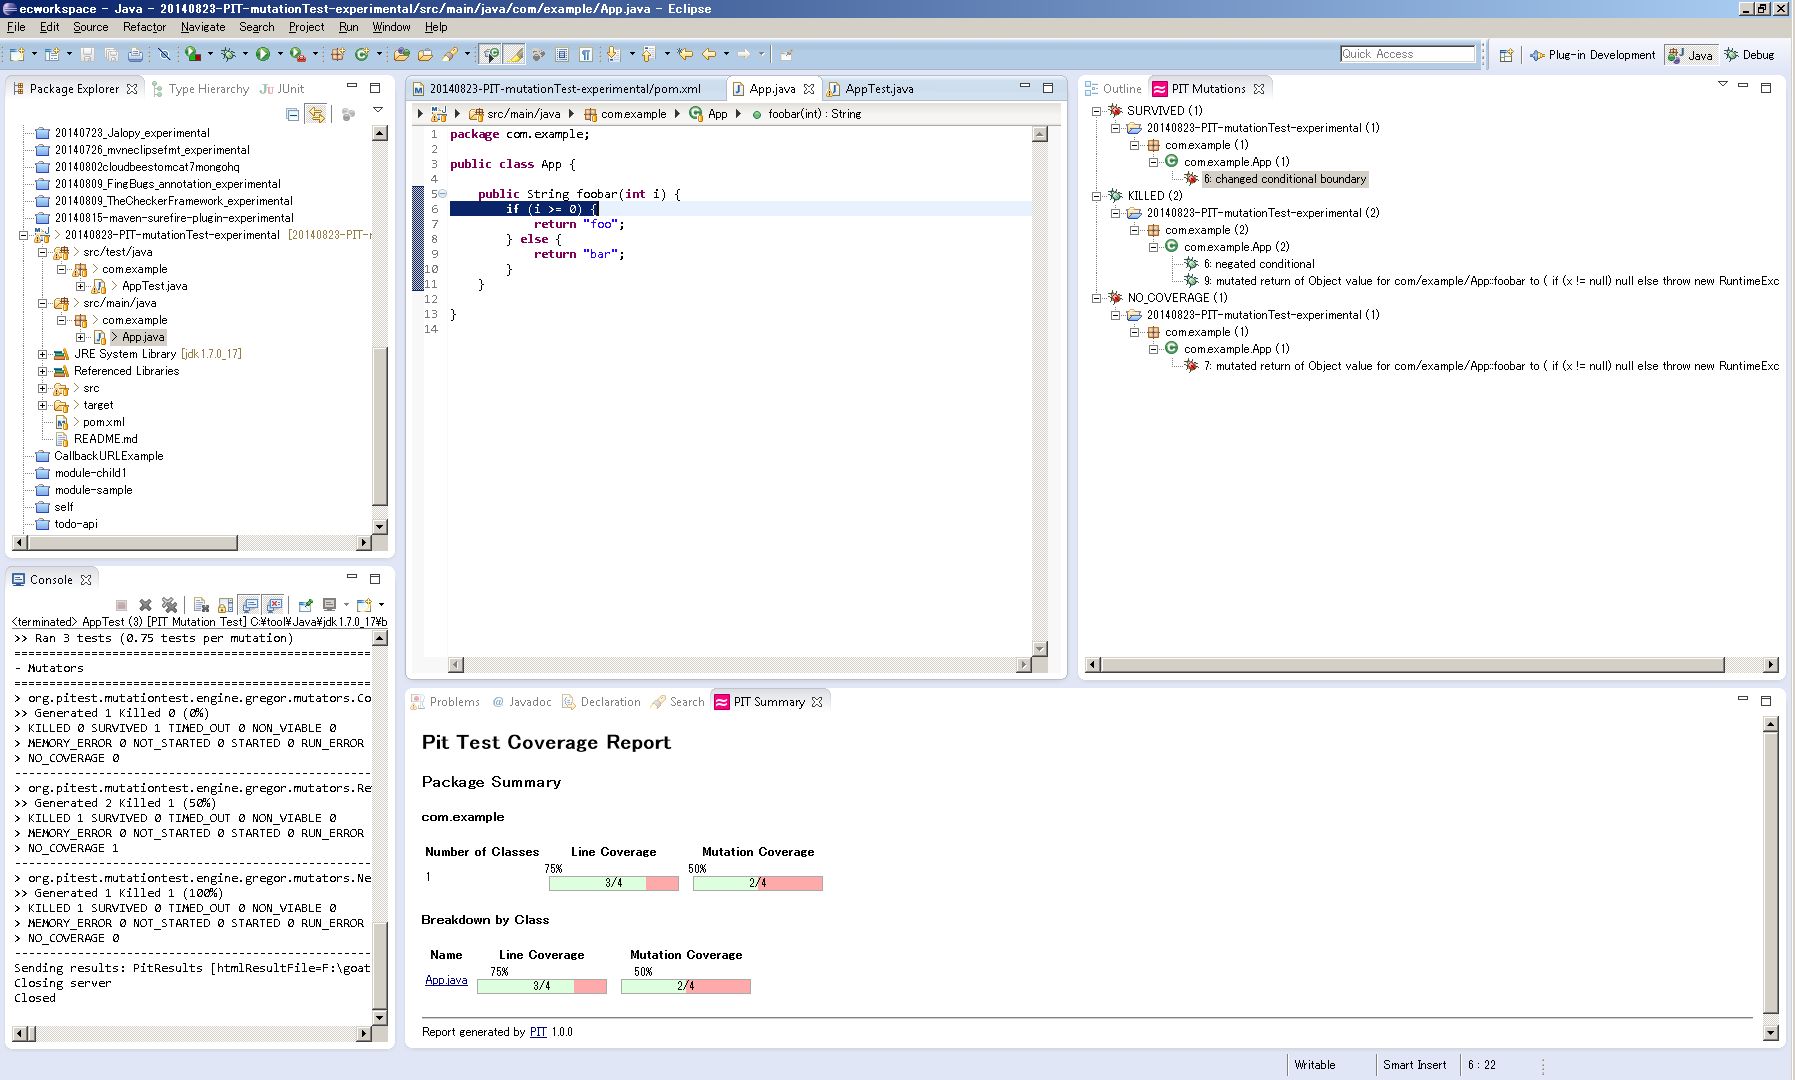 ecworkspace - Java - 20140823-PIT-mutationTest-experimental/src/main/java/com/example/App.java - Eclipse
File Edit Source Refactor Navigate Search Project Run Window Help
Quick Access
Plug-in Development
Java
Debug
Package Explorer
Type Hierarchy
JUnit
20140723_Jalopy_experimental
20140726_mvneclipsefmt_experimental
20140802cloudbeestomcat7mongohq
20140809_FingBugs_annotation_experimental
20140809_TheCheckerFramework_experimental
20140815-maven-surefire-plugin-experimental
> 20140823-PIT-mutationTest-experimental [20140823-PIT-r
> src/test/java
> com.example
> AppTest.java
> src/main/java
> com.example
> App.java
JRE System Library [jdk1.7.0_17]
Referenced Libraries
> src
> target
> pom.xml
README.md
CallbackURLExample
module-child1
module-sample
self
todo-api
20140823-PIT-mutationTest-experimental/pom.xml
App.java
AppTest.java
src/main/java
com.example
App
foobar(int) : String
1 package com.example;
2
3 public class App {
4
5 public String foobar(int i) {
6 if (i >= 0) {
7 return "foo";
8 } else {
9 return "bar";
10 }
11 }
12
13 }
14
Outline
PIT Mutations
SURVIVED (1)
20140823-PIT-mutationTest-experimental (1)
com.example (1)
com.example.App (1)
6: changed conditional boundary
KILLED (2)
20140823-PIT-mutationTest-experimental (2)
com.example (2)
com.example.App (2)
6: negated conditional
9: mutated return of Object value for com/example/App::foobar to ( if (x != null) null else throw new RuntimeExc
NO_COVERAGE (1)
20140823-PIT-mutationTest-experimental (1)
com.example (1)
com.example.App (1)
7: mutated return of Object value for com/example/App::foobar to ( if (x != null) null else throw new RuntimeExc
Console
<terminated> AppTest (3) [PIT Mutation Test] C:¥tool¥Java¥jdk1.7.0_17¥b
>> Ran 3 tests (0.75 tests per mutation)
================================================
- Mutators
================================================
> org.pitest.mutationtest.engine.gregor.mutators.Co
>> Generated 1 Killed 0 (0%)
> KILLED 0 SURVIVED 1 TIMED_OUT 0 NON_VIABLE 0
> MEMORY_ERROR 0 NOT_STARTED 0 STARTED 0 RUN_ERROR
> NO_COVERAGE 0
------------------------------------------------
> org.pitest.mutationtest.engine.gregor.mutators.Re
>> Generated 2 Killed 1 (50%)
> KILLED 1 SURVIVED 0 TIMED_OUT 0 NON_VIABLE 0
> MEMORY_ERROR 0 NOT_STARTED 0 STARTED 0 RUN_ERROR
> NO_COVERAGE 1
------------------------------------------------
> org.pitest.mutationtest.engine.gregor.mutators.Ne
>> Generated 1 Killed 1 (100%)
> KILLED 1 SURVIVED 0 TIMED_OUT 0 NON_VIABLE 0
> MEMORY_ERROR 0 NOT_STARTED 0 STARTED 0 RUN_ERROR
> NO_COVERAGE 0
------------------------------------------------
Sending results: PitResults [htmlResultFile=F:\goat
Closing server
Closed
Problems
@ Javadoc
Declaration
Search
PIT Summary
Pit Test Coverage Report
Package Summary
com.example
Number of Classes Line Coverage Mutation Coverage
1 75% 3/4 50% 2/4
Breakdown by Class
Name Line Coverage Mutation Coverage
App.java 75% 3/4 50% 2/4
Report generated by PIT 1.0.0
Writable
Smart Insert
6 : 22